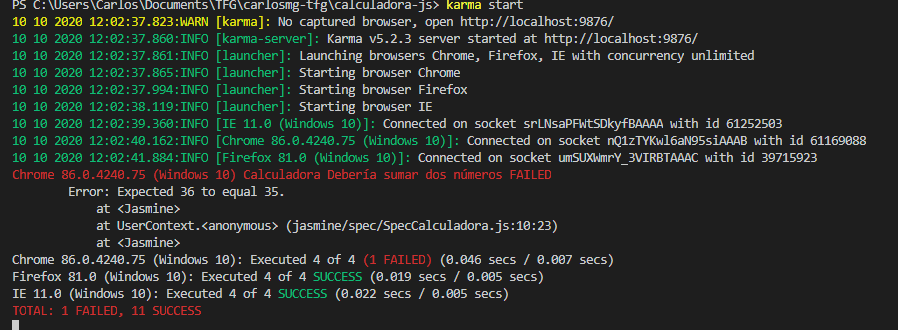 PS C:\Users\Carlos\Documents\TFG\carlosmg-tfg\calculadora-js> karma start
10 10 2020 12:02:37.823:WARN [karma]: No captured browser, open http://localhost:9876/
10 10 2020 12:02:37.860:INFO [karma-server]: Karma v5.2.3 server started at http://localhost:9876/
10 10 2020 12:02:37.861:INFO [launcher]: Launching browsers Chrome, Firefox, IE with concurrency unlimited
10 10 2020 12:02:37.865:INFO [launcher]: Starting browser Chrome
10 10 2020 12:02:37.994:INFO [launcher]: Starting browser Firefox
10 10 2020 12:02:38.119:INFO [launcher]: Starting browser IE
10 10 2020 12:02:39.360:INFO [IE 11.0 (Windows 10)]: Connected on socket srLNsaPFWtSDkyfBAAAA with id 61252503
10 10 2020 12:02:40.162:INFO [Chrome 86.0.4240.75 (Windows 10)]: Connected on socket nQ1zTYKwl6aN95siAAAB with id 61169088
10 10 2020 12:02:41.884:INFO [Firefox 81.0 (Windows 10)]: Connected on socket umSUXWmrY_3VIRBTAAAC with id 39715923
Chrome 86.0.4240.75 (Windows 10) Calculadora Debería sumar dos números FAILED
Error: Expected 36 to equal 35.
at <Jasmine>
at UserContext.<anonymous> (jasmine/spec/SpecCalculadora.js:10:23)
at <Jasmine>
Chrome 86.0.4240.75 (Windows 10): Executed 4 of 4 (1 FAILED) (0.046 secs / 0.007 secs)
Firefox 81.0 (Windows 10): Executed 4 of 4 SUCCESS (0.019 secs / 0.005 secs)
IE 11.0 (Windows 10): Executed 4 of 4 SUCCESS (0.022 secs / 0.005 secs)
TOTAL: 1 FAILED, 11 SUCCESS